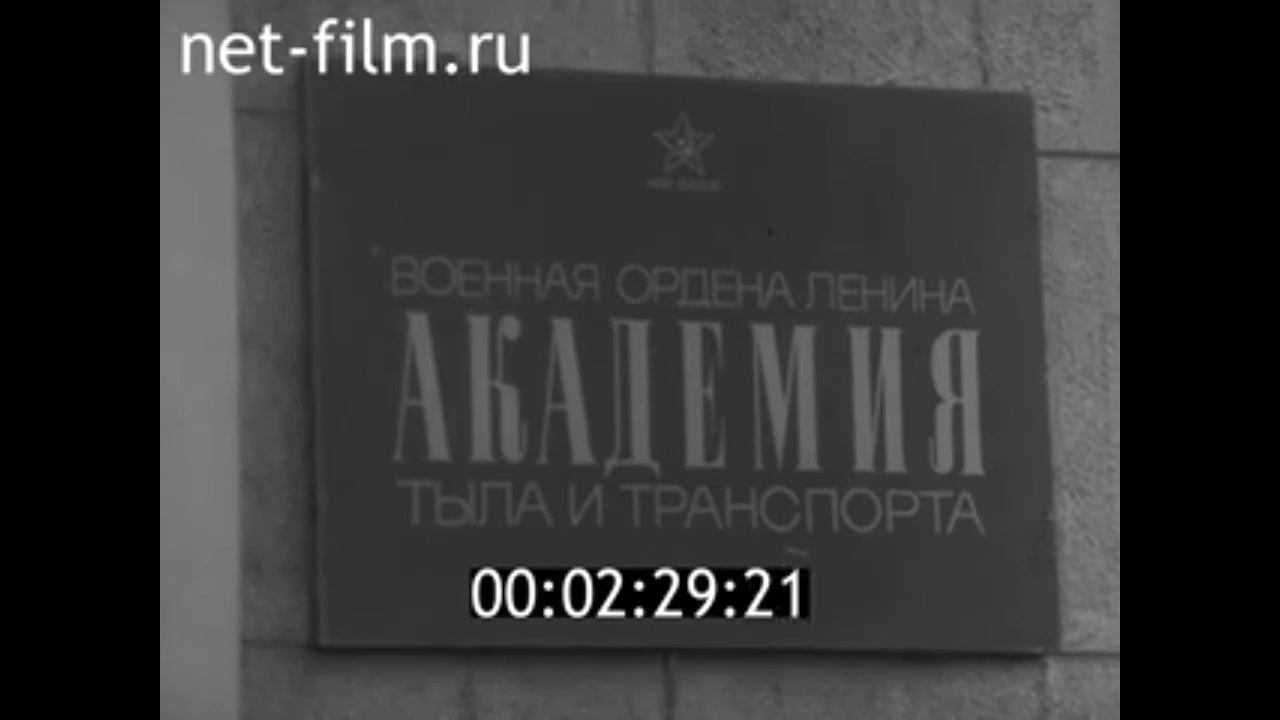 net-film.ru
ВОЕННАЯ ОРДЕНА ЛЕНИНА
АКАДЕМИЯ
ТЫЛА И ТРАНСПОРТА
00:02:29:21